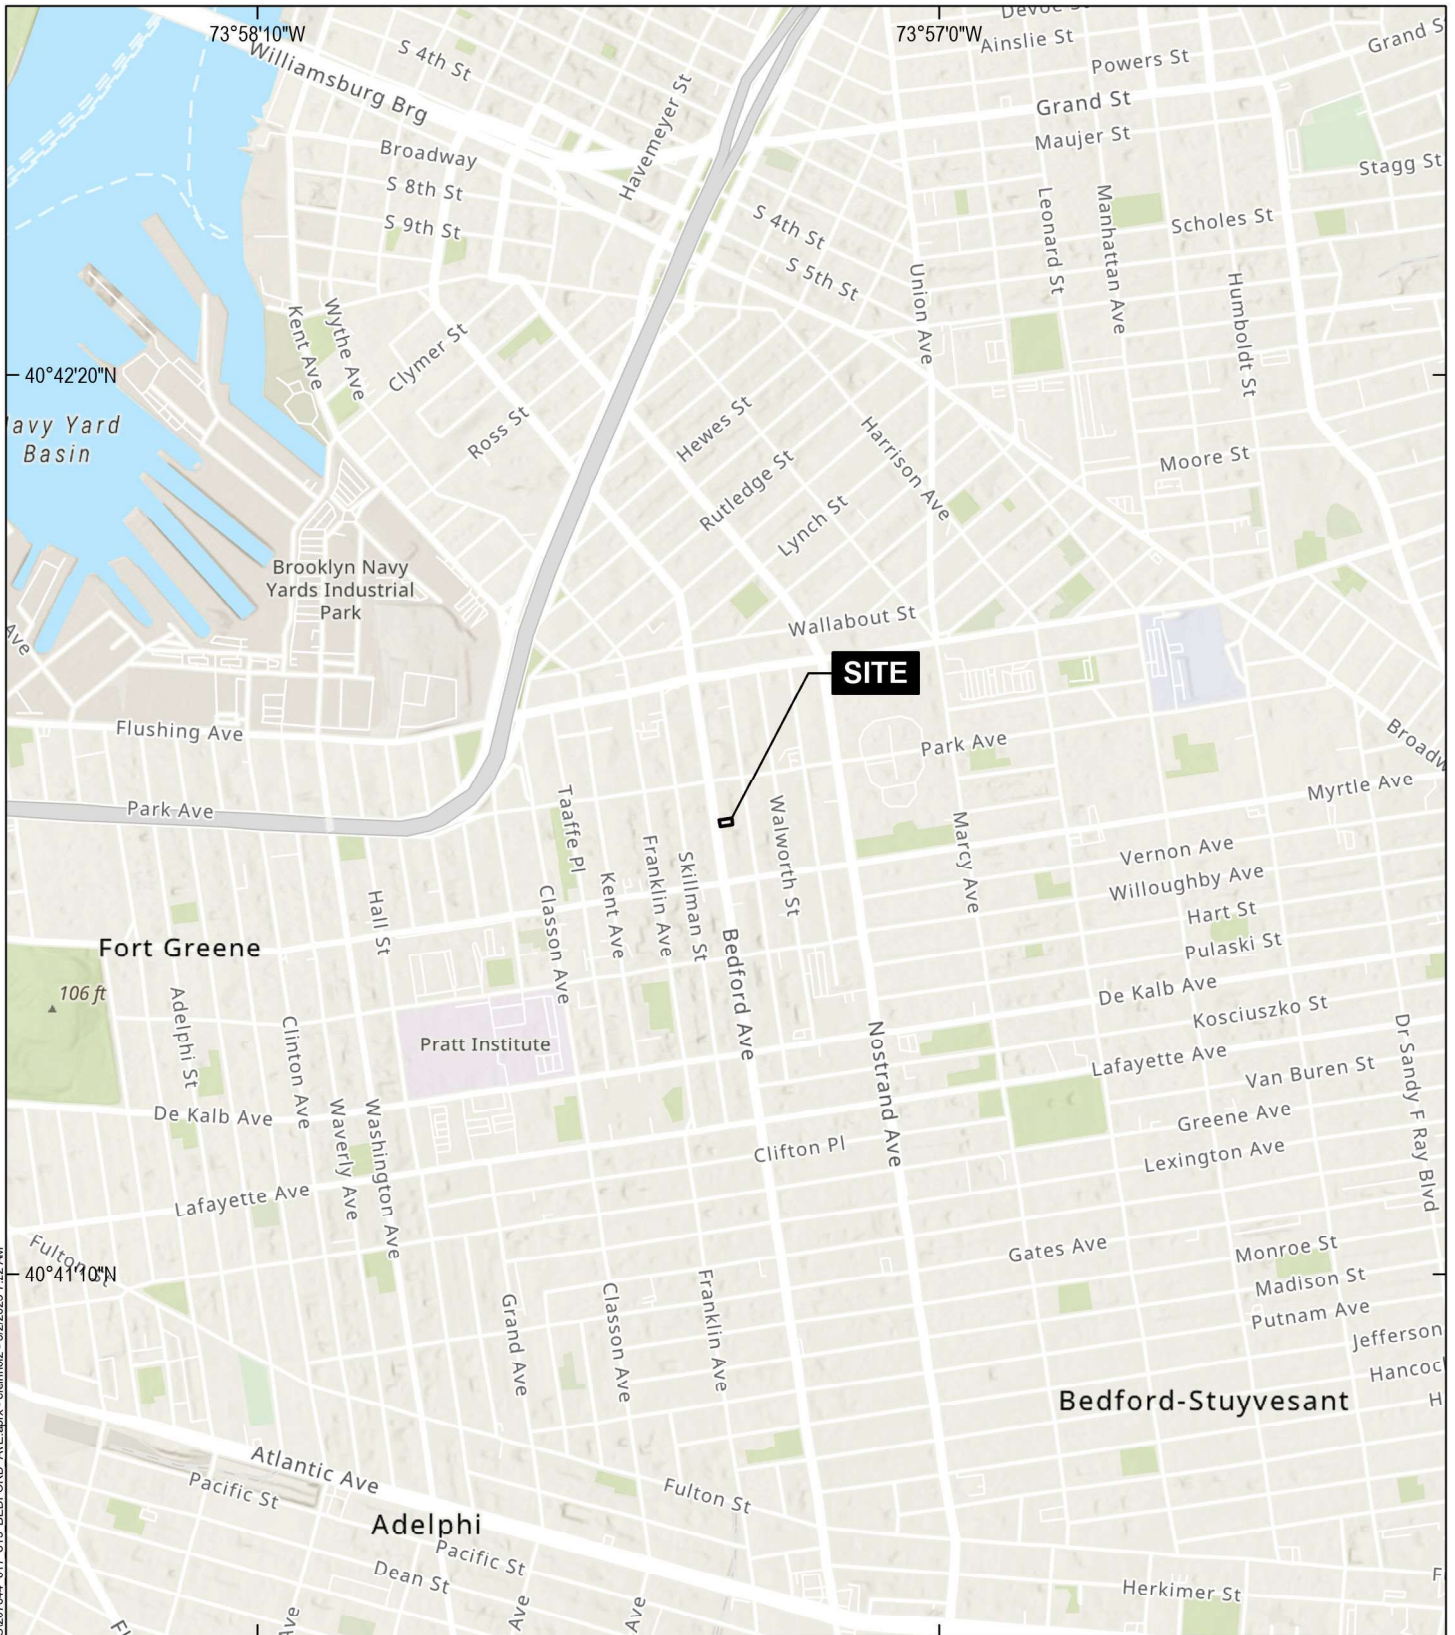 73°58'10"W
73°57'0"W
Ainslie St
Powers St
Grand S
S 4th St
Williamsburg Brg
Grand St
Havemeyer St
Maujer St
Stagg St
Broadway
S 8th St
S 9th St
S 4th St
S 5th St
Leonard St
Manhattan Ave
Scholes St
Union Ave
Humboldt St
Kent Ave
Wythe Ave
Clymer St
40°42'20"N
avy Yard
Basin
Ross St
Hewes St
Rutledge St
Lynch St
Harrison Ave
Moore St
Brooklyn Navy
Yards Industrial
Park
Ave
Wallabout St
SITE
Flushing Ave
Park Ave
Broadw
Park Ave
Myrtle Ave
Taaffe Pl
Walworth St
Marcy Ave
Franklin Ave
Skillman St
Kent Ave
Classon Ave
Hall St
Vernon Ave
Willoughby Ave
Hart St
Pulaski St
Fort Greene
106 ft
Bedford Ave
De Kalb Ave
Kosciuszko St
Adelphi St
Clinton Ave
Pratt Institute
Nostrand Ave
Lafayette Ave
Van Buren St
Dr Sandy F Ray Blvd
De Kalb Ave
Waverly Ave
Washington Ave
Greene Ave
Clifton Pl
Lexington Ave
Lafayette Ave
Fulton St
40°41'10"N
Gates Ave
Monroe St
Madison St
Putnam Ave
Jefferson
Hancoc
H
Grand Ave
Classon Ave
Franklin Ave
Bedford-Stuyvesant
Atlantic Ave
Pacific St
Fulton St
Adelphi
Pacific St
Dean St
Herkimer St
F
Ave
Ave
Ave
Fl